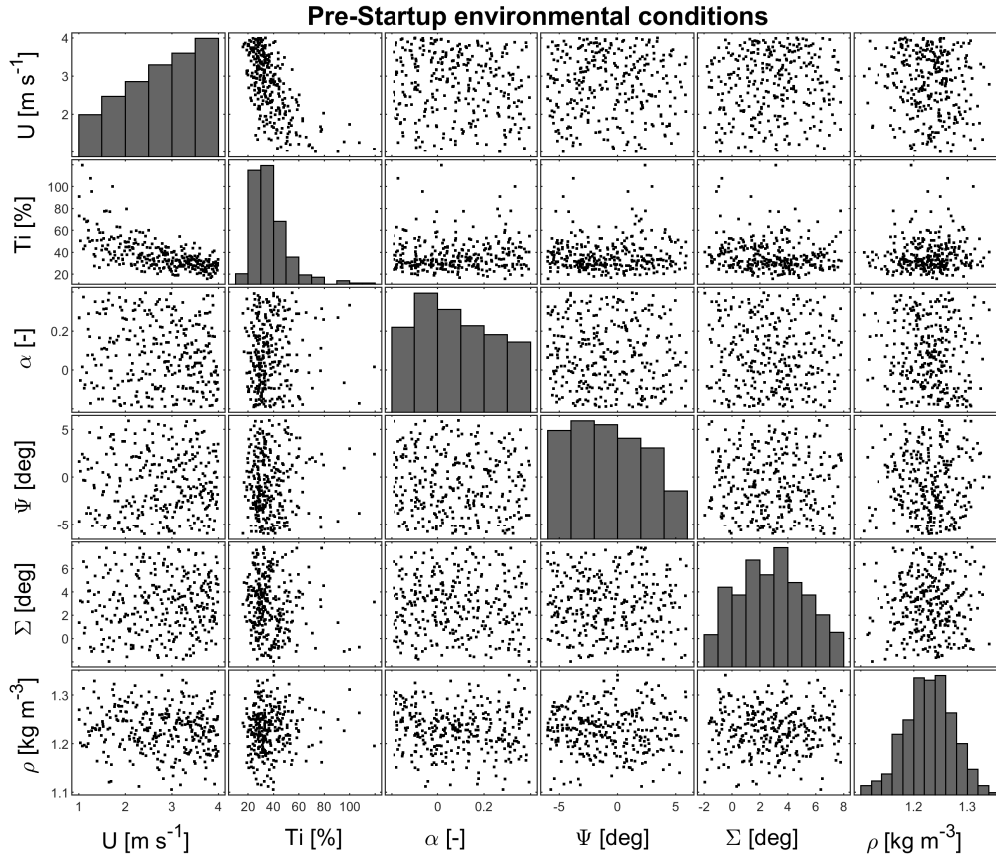 Pre-Startup environmental conditions
U [m s⁻¹]
4
3
2
Ti [%]
100
80
60
40
20
α [-]
0.2
0
Ψ [deg]
5
0
-5
Σ [deg]
6
4
2
0
ρ [kg m⁻³]
1.3
1.2
1.1
1 2 3 4
20 40 60 80 100
0 0.2
-5 0 5
-2 0 2 4 6 8
1.2 1.3
U [m s⁻¹] Ti [%] α [-] Ψ [deg] Σ [deg] ρ [kg m⁻³]